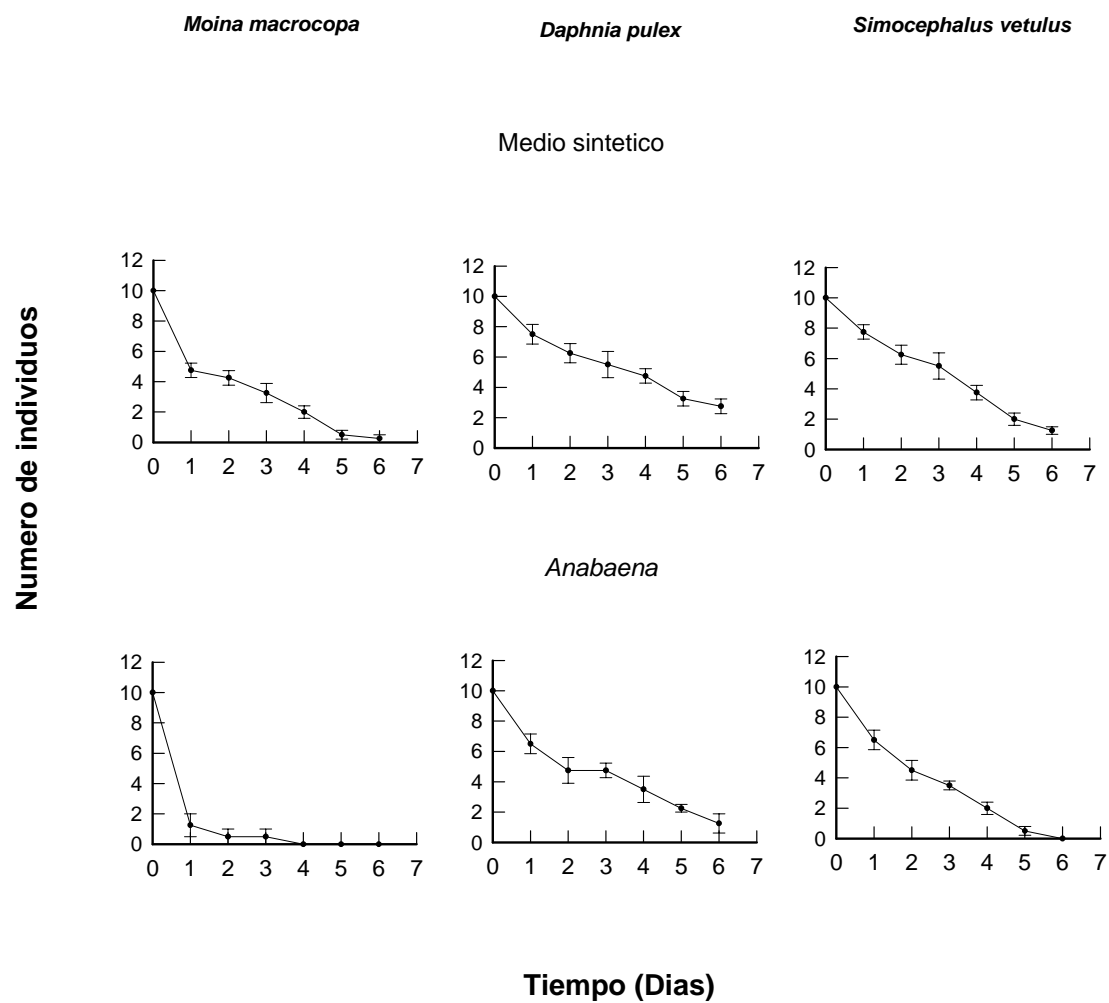 Moina macrocopa Daphnia pulex Simocephalus vetulus
Medio sintetico
Numero de individuos
12 12 12
10 10 10
8 8 8
6 6 6
4 4 4
2 2 2
0 0 0
0 1 2 3 4 5 6 7 0 1 2 3 4 5 6 7 0 1 2 3 4 5 6 7
Anabaena
12 12 12
10 10 10
8 8 8
6 6 6
4 4 4
2 2 2
0 0 0
0 1 2 3 4 5 6 7 0 1 2 3 4 5 6 7 0 1 2 3 4 5 6 7
Tiempo (Dias)